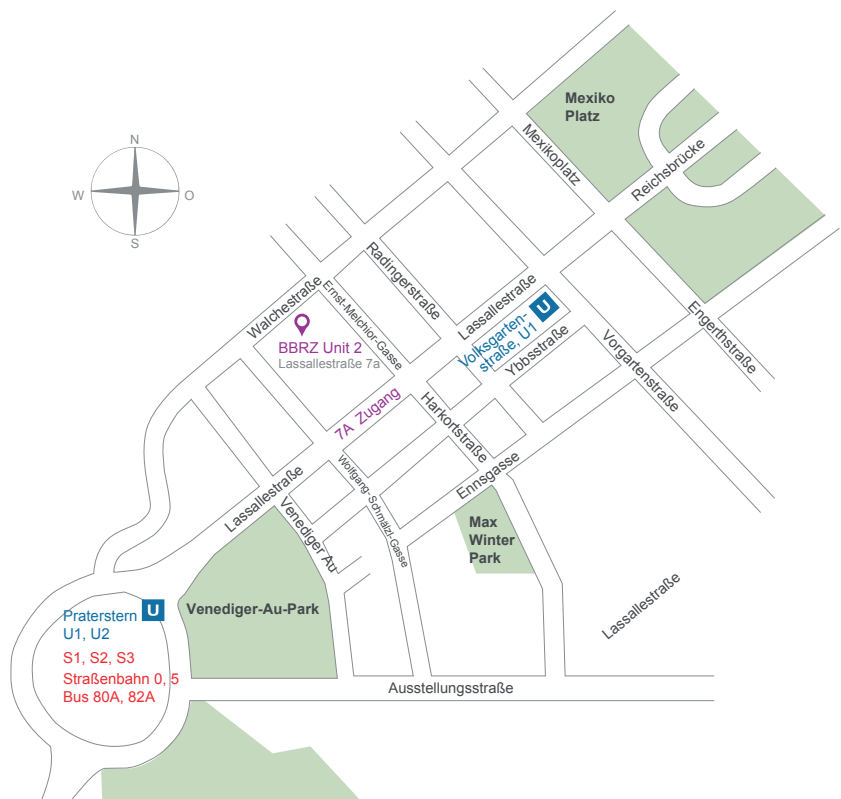 Mexiko
Platz
Mexikoplatz
Reichsbrücke
N
W
O
S
Radingerstraße
Walchestraße
Ernst-Melchior-Gasse
Lassallestraße
U
Volksgarten-
straße, U1
Ybbsstraße
Engerthstraße
Vorgartenstraße
BBRZ Unit 2
Lassallestraße 7a
7A Zugang
Harkortstraße
Ennsgasse
Wolfgang-Schmälzl-Gasse
Lassallestraße
Venediger Au
Max
Winter
Park
Lassallestraße
Venediger-Au-Park
Praterstern
U
U1, U2
S1, S2, S3
Straßenbahn 0, 5
Bus 80A, 82A
Ausstellungsstraße